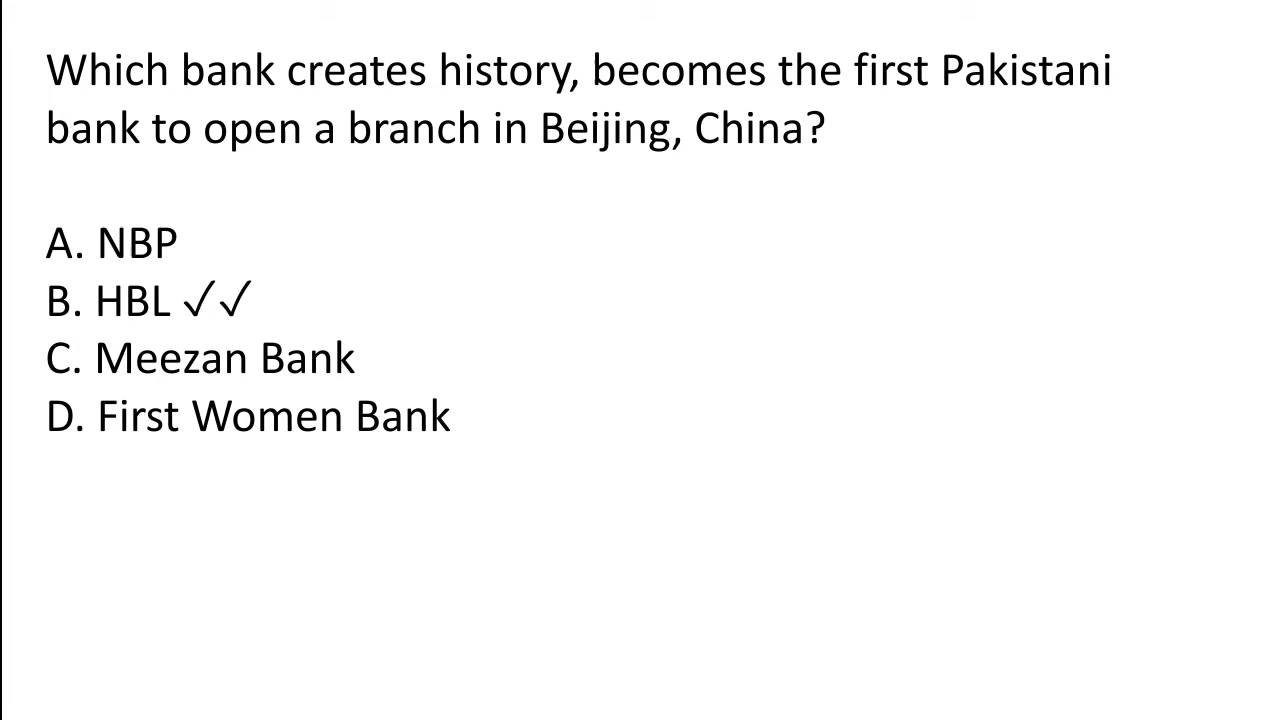 Which bank creates history, becomes the first Pakistani
bank to open a branch in Beijing, China?
A. NBP
B. HBL ✓✓
C. Meezan Bank
D. First Women Bank